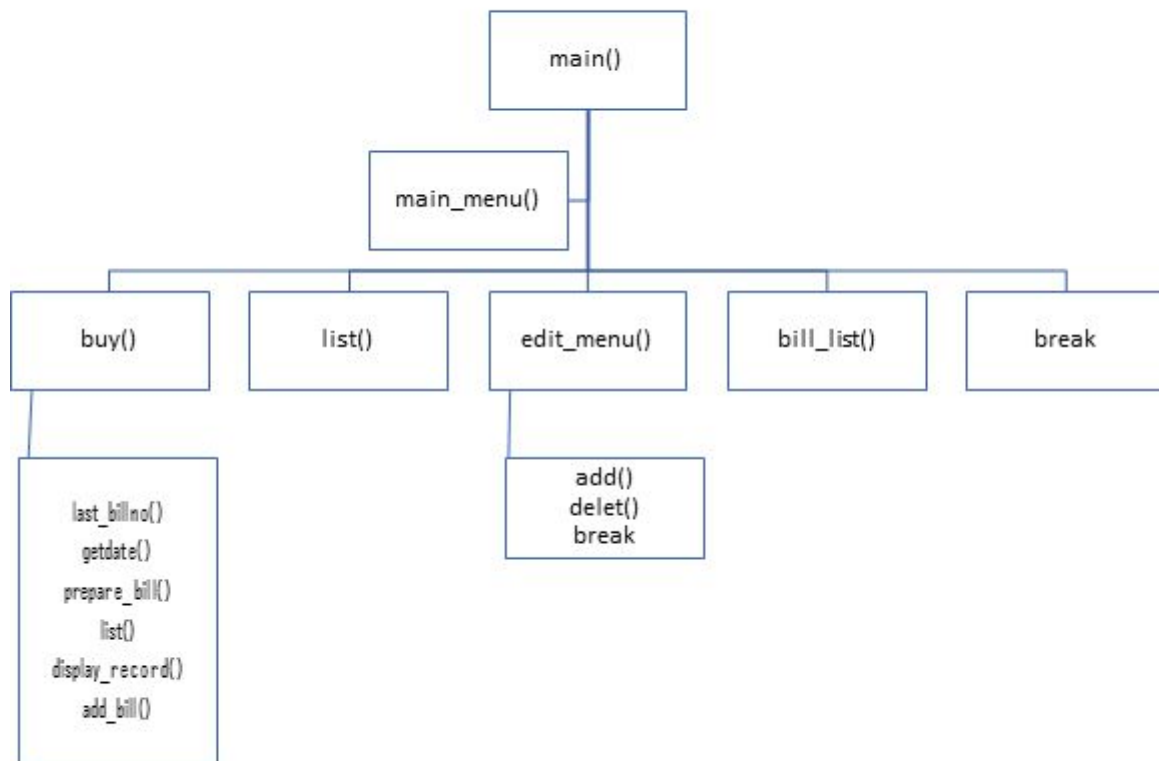 main()
main_menu()
buy()
list()
edit_menu()
bill_list()
break
last_billno()
getdate()
prepare_bill()
list()
display_record()
add_bill()
add()
delet()
break